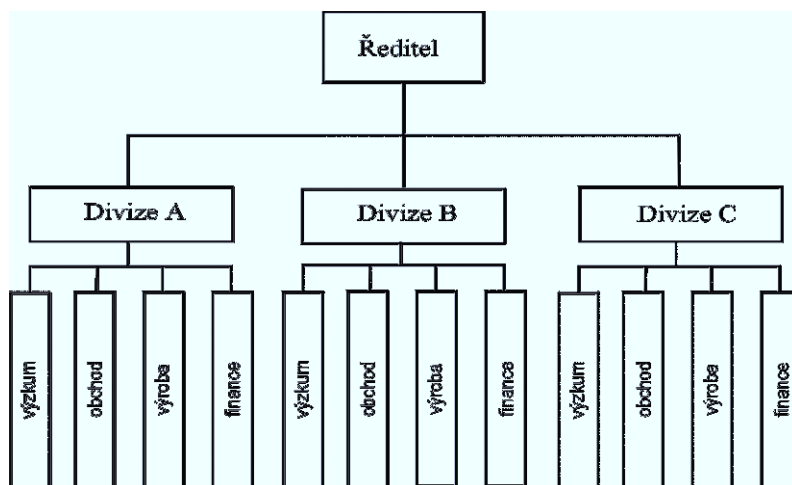 Ředitel
Divize A
Divize B
Divize C
výzkum
obchod
výroba
finance
výzkum
obchod
výroba
finance
výzkum
obchod
výroba
finance